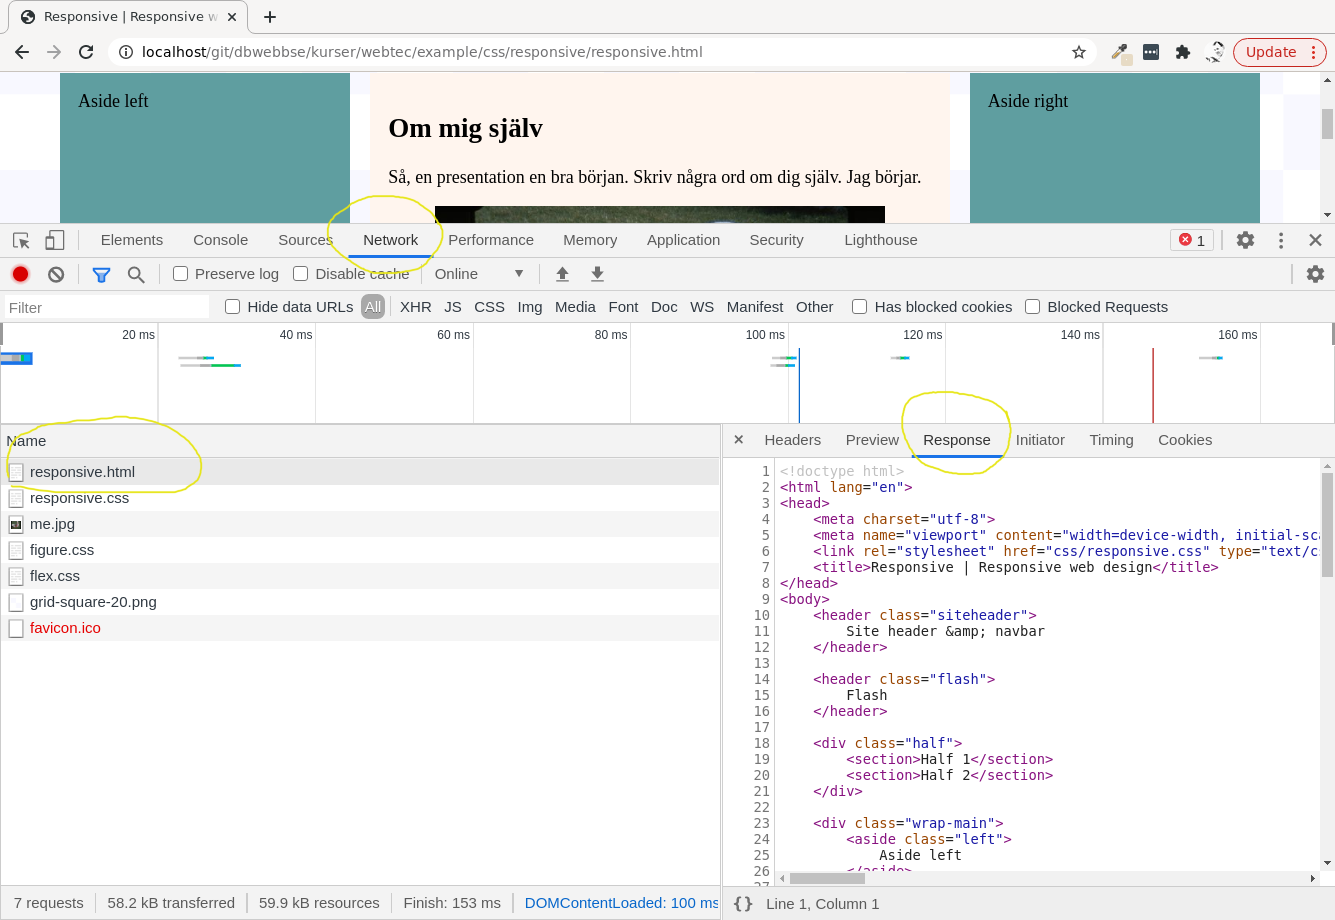 Responsive | Responsive w
localhost/git/dbwebbse/kurser/webtec/example/css/responsive/responsive.html
Update
Aside left
Om mig själv
Så, en presentation en bra början. Skriv några ord om dig själv. Jag börjar.
Aside right
Elements Console Sources Network Performance Memory Application Security Lighthouse 1
Preserve log Disable cache Online
Filter Hide data URLs All XHR JS CSS Img Media Font Doc WS Manifest Other Has blocked cookies Blocked Requests
20 ms 40 ms 60 ms 80 ms 100 ms 120 ms 140 ms 160 ms
Name
responsive.html
responsive.css
me.jpg
figure.css
flex.css
grid-square-20.png
favicon.ico
7 requests 58.2 kB transferred 59.9 kB resources Finish: 153 ms DOMContentLoaded: 100 ms
Headers Preview Response Initiator Timing Cookies
1 <!doctype html>
2 <html lang="en">
3 <head>
4 <meta charset="utf-8">
5 <meta name="viewport" content="width=device-width, initial-sca
6 <link rel="stylesheet" href="css/responsive.css" type="text/cs
7 <title>Responsive | Responsive web design</title>
8 </head>
9 <body>
10 <header class="siteheader">
11 Site header &amp; navbar
12 </header>
13
14 <header class="flash">
15 Flash
16 </header>
17
18 <div class="half">
19 <section>Half 1</section>
20 <section>Half 2</section>
21 </div>
22
23 <div class="wrap-main">
24 <aside class="left">
25 Aside left
26 </aside>
27
{} Line 1, Column 1